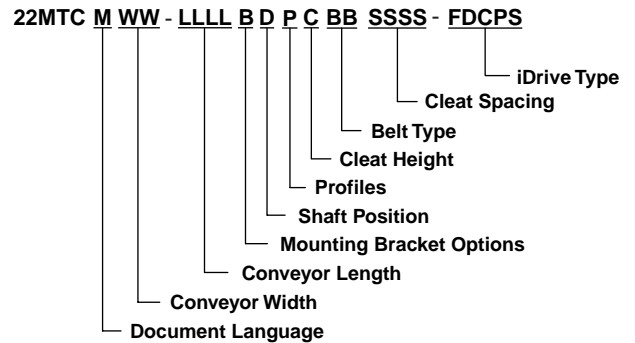 22MTC M WW - LLLL B D P C BB SSSS - FDCPS
iDrive Type
Cleat Spacing
Belt Type
Cleat Height
Profiles
Shaft Position
Mounting Bracket Options
Conveyor Length
Conveyor Width
Document Language